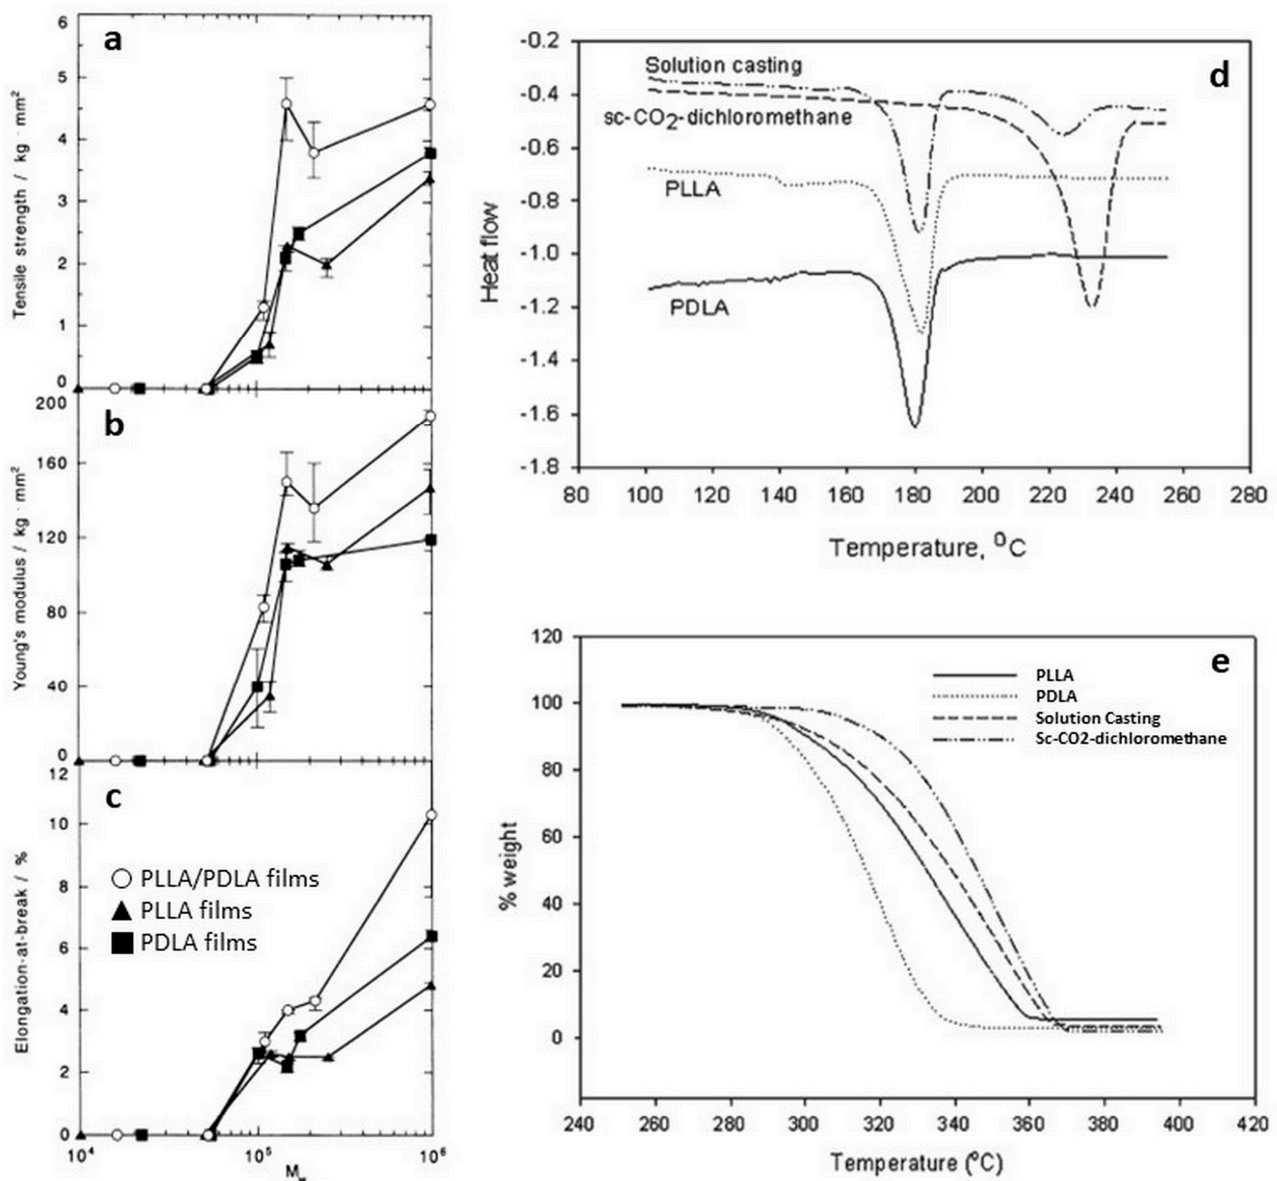 a
Tensile strength / kg · mm²
6
5
4
3
2
1
0
b
Young's modulus / kg · mm²
200
160
120
80
40
0
c
Elongation-at-break / %
12
10
8
6
4
2
0
PLLA/PDLA films
PLLA films
PDLA films
10⁴
10⁵
10⁶
Mw
d
Heat flow
-0.2
-0.4
-0.6
-0.8
-1.0
-1.2
-1.4
-1.6
-1.8
Solution casting
sc-CO₂-dichloromethane
PLLA
PDLA
80 100 120 140 160 180 200 220 240 260 280
Temperature, ⁰C
e
% weight
120
100
80
60
40
20
0
PLLA
PDLA
Solution Casting
Sc-CO2-dichloromethane
240 260 280 300 320 340 360 380 400 420
Temperature (°C)